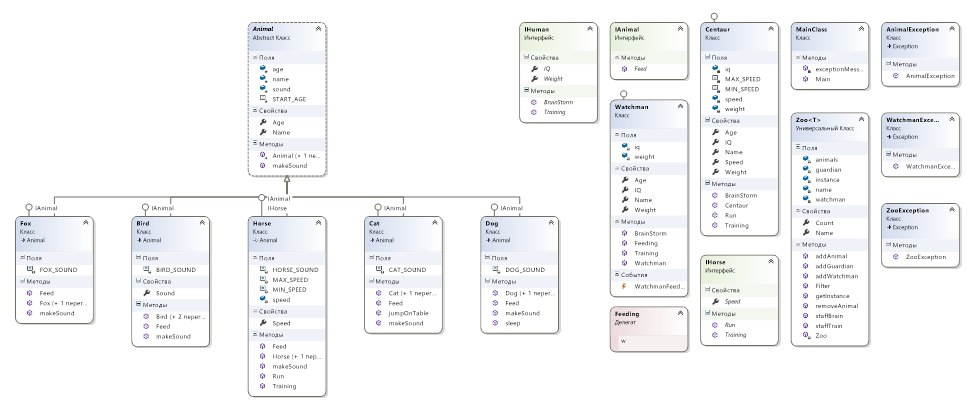 Animal
Abstract Класс
Поля
age
name
sound
START_AGE
Свойства
Age
Name
Методы
Animal (+ 1 пе...
makeSound
IAnimal
IAnimal
IAnimal
IHorse
IAnimal
IAnimal
Fox
Класс
Animal
Поля
FOX_SOUND
Методы
Feed
Fox (+ 1 перег...
makeSound
Bird
Класс
Animal
Поля
BIRD_SOUND
Свойства
Sound
Методы
Bird (+ 2 перег...
Feed
makeSound
Horse
Класс
Animal
Поля
HORSE_SOUND
MAX_SPEED
MIN_SPEED
speed
Свойства
Speed
Методы
Feed
Horse (+ 1 пер...
makeSound
Run
Training
Cat
Класс
Animal
Поля
CAT_SOUND
Методы
Cat (+ 1 перег...
Feed
jumpOnTable
makeSound
Dog
Класс
Animal
Поля
DOG_SOUND
Методы
Dog (+ 1 перег...
Feed
makeSound
sleep
IHuman
Интерфейс
Свойства
IQ
Weight
Методы
BrainStorm
Training
IAnimal
Интерфейс
Методы
Feed
Watchman
Класс
Поля
iq
weight
Свойства
Age
IQ
Name
Weight
Методы
BrainStorm
Feeding
Training
Watchman
События
WatchmanFeed...
Feeding
Делегат
w
Centaur
Класс
Поля
iq
MAX_SPEED
MIN_SPEED
speed
weight
Свойства
Age
IQ
Name
Speed
Weight
Методы
BrainStorm
Centaur
Run
Training
IHorse
Интерфейс
Свойства
Speed
Методы
Run
Training
MainClass
Класс
Методы
exceptionMess...
Main
Zoo<T>
Универсальный Класс
Поля
animals
guardian
instance
name
watchman
Свойства
Count
Name
Методы
addAnimal
addGuardian
addWatchman
Filter
getInstance
removeAnimal
staffBrain
staffTrain
Zoo
AnimalException
Класс
Exception
Методы
AnimalException
WatchmanExce...
Класс
Exception
Методы
WatchmanExce...
ZooException
Класс
Exception
Методы
ZooException